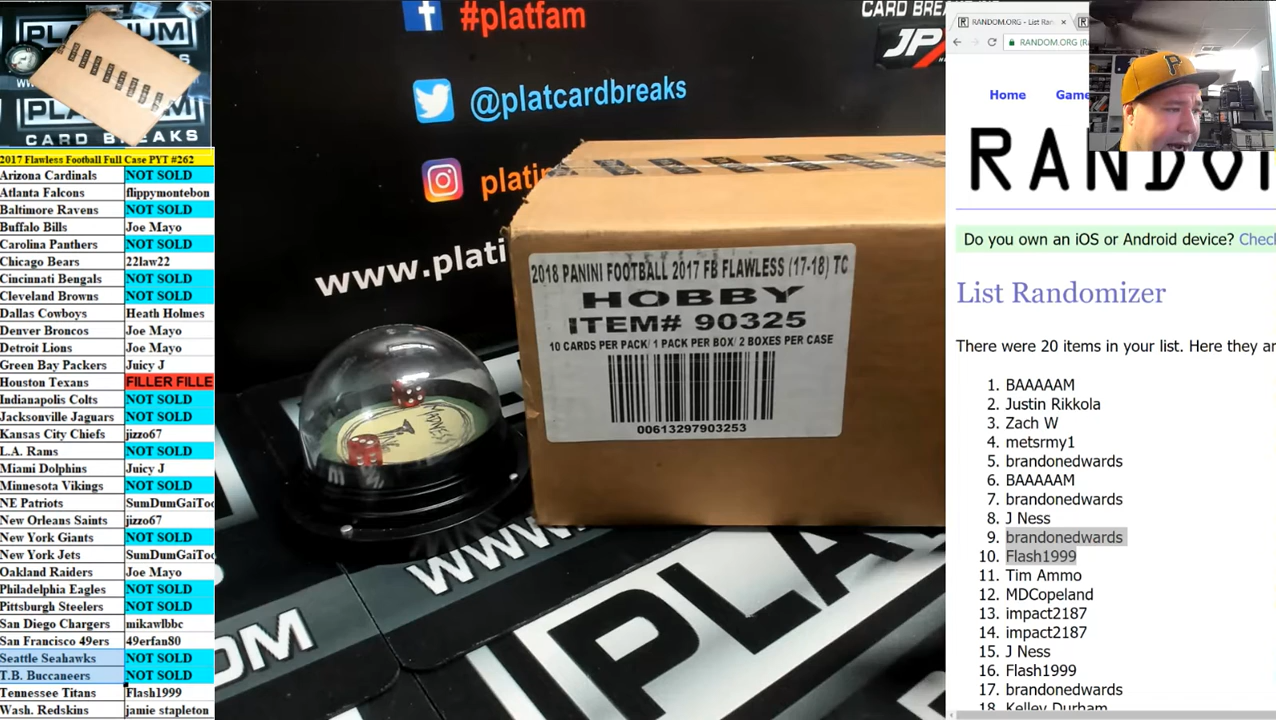 CARD BREAKS
2017 Flawless Football Full Case PYT #262
Arizona Cardinals NOT SOLD
Atlanta Falcons flippymontebon
Baltimore Ravens NOT SOLD
Buffalo Bills Joe Mayo
Carolina Panthers NOT SOLD
Chicago Bears 22law22
Cincinnati Bengals NOT SOLD
Cleveland Browns NOT SOLD
Dallas Cowboys Heath Holmes
Denver Broncos Joe Mayo
Detroit Lions Joe Mayo
Green Bay Packers Juicy J
Houston Texans FILLER FILLE
Indianapolis Colts NOT SOLD
Jacksonville Jaguars NOT SOLD
Kansas City Chiefs jizzo67
L.A. Rams NOT SOLD
Miami Dolphins Juicy J
Minnesota Vikings NOT SOLD
NE Patriots SumDumGaiToo
New Orleans Saints jizzo67
New York Giants NOT SOLD
New York Jets SumDumGaiToo
Oakland Raiders Joe Mayo
Philadelphia Eagles NOT SOLD
Pittsburgh Steelers NOT SOLD
San Diego Chargers mikawlbbc
San Francisco 49ers 49erfan80
Seattle Seahawks NOT SOLD
T.B. Buccaneers NOT SOLD
Tennessee Titans Flash1999
Wash. Redskins jamie stapleton
#platfam
@platcardbreaks
platin
www.plati
CARD BREAKING
JP
2018 PANINI FOOTBALL 2017 FB FLAWLESS (17-18) TC
HOBBY
ITEM# 90325
10 CARDS PER PACK/ 1 PACK PER BOX/ 2 BOXES PER CASE
00613297903253
MADNESS
www.
PLA
.COM
RANDOM.ORG - List Ran
RANDOM.ORG (R
Home Game
RANDO
Do you own an iOS or Android device? Check
List Randomizer
There were 20 items in your list. Here they ar
1. BAAAAAM
2. Justin Rikkola
3. Zach W
4. metsrmy1
5. brandonedwards
6. BAAAAAM
7. brandonedwards
8. J Ness
9. brandonedwards
10. Flash1999
11. Tim Ammo
12. MDCopeland
13. impact2187
14. impact2187
15. J Ness
16. Flash1999
17. brandonedwards
18. Kelley Durham